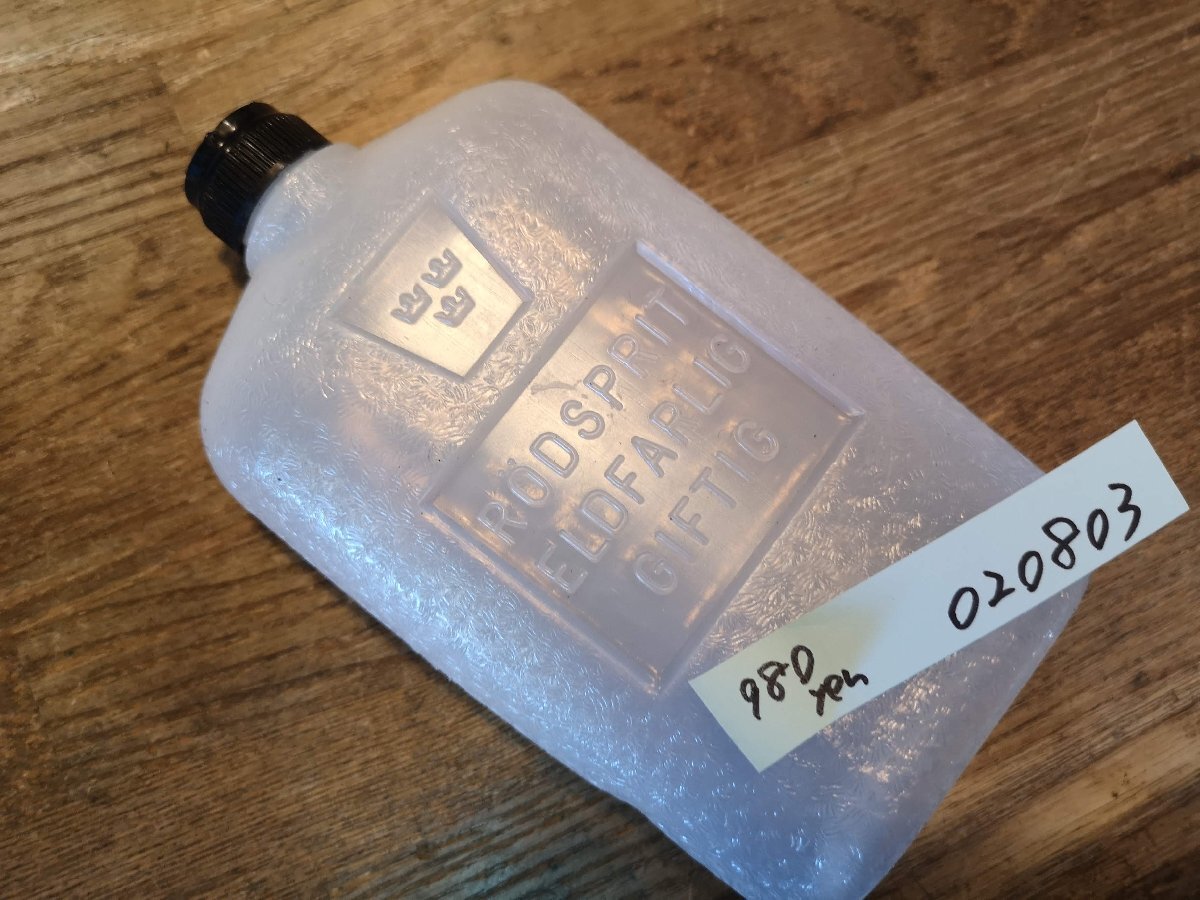 RÖDSPRIT
ELDFARLIG
GIFTIG
980
yen
020803